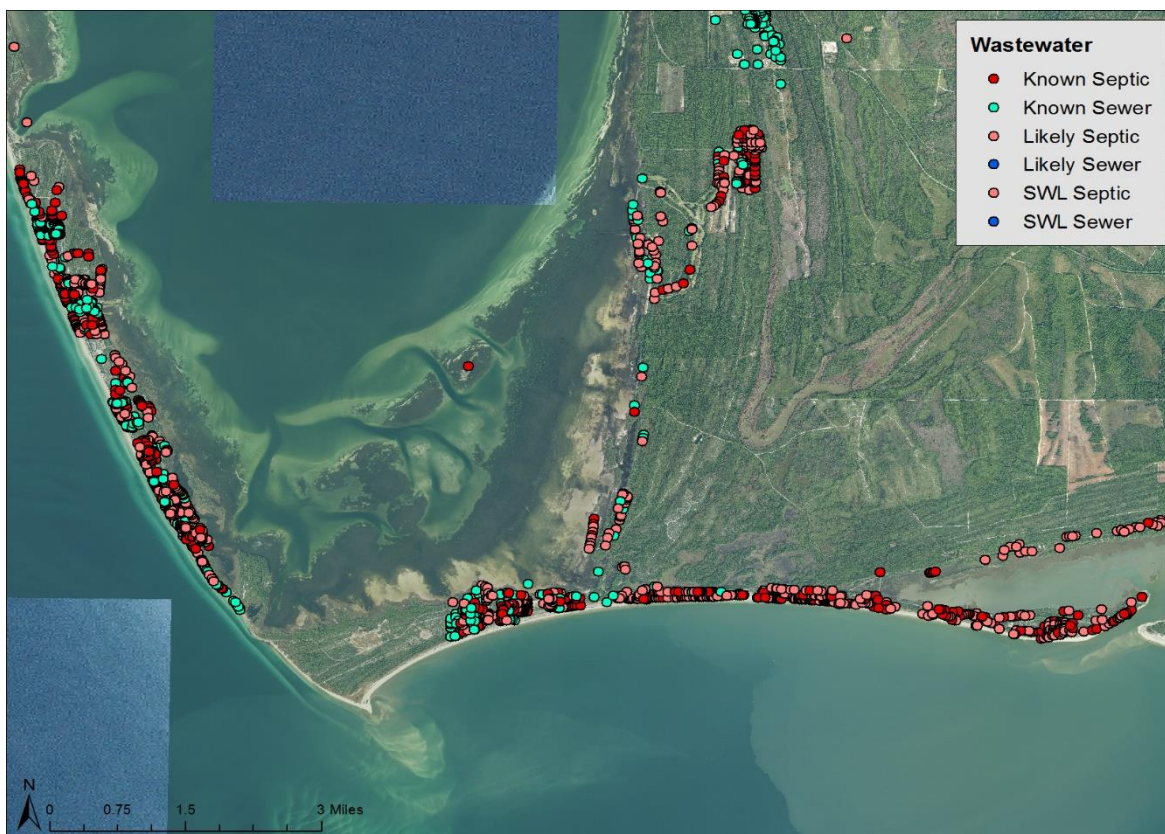 Wastewater
Known Septic
Known Sewer
Likely Septic
Likely Sewer
SWL Septic
SWL Sewer
N
0 0.75 1.5 3 Miles